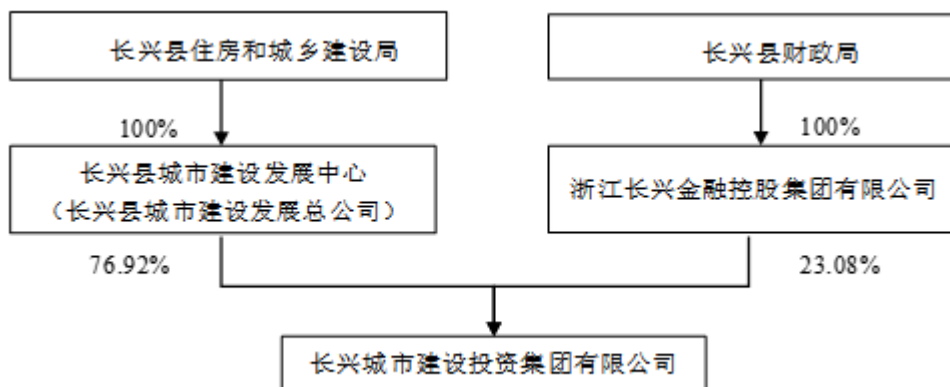 长兴县住房和城乡建设局
长兴县财政局
100%
100%
长兴县城市建设发展中心
（长兴县城市建设发展总公司）
浙江长兴金融控股集团有限公司
76.92%
23.08%
长兴城市建设投资集团有限公司